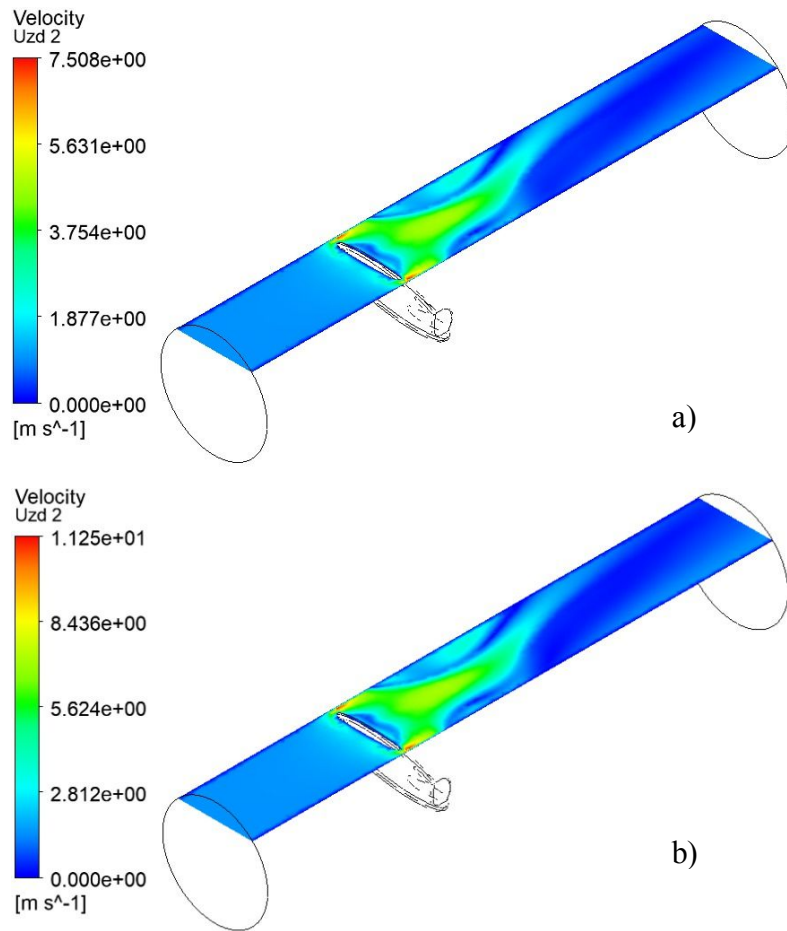 Velocity
Uzd 2
7.508e+00
5.631e+00
3.754e+00
1.877e+00
0.000e+00
[m s^-1]
a)
Velocity
Uzd 2
1.125e+01
8.436e+00
5.624e+00
2.812e+00
0.000e+00
[m s^-1]
b)